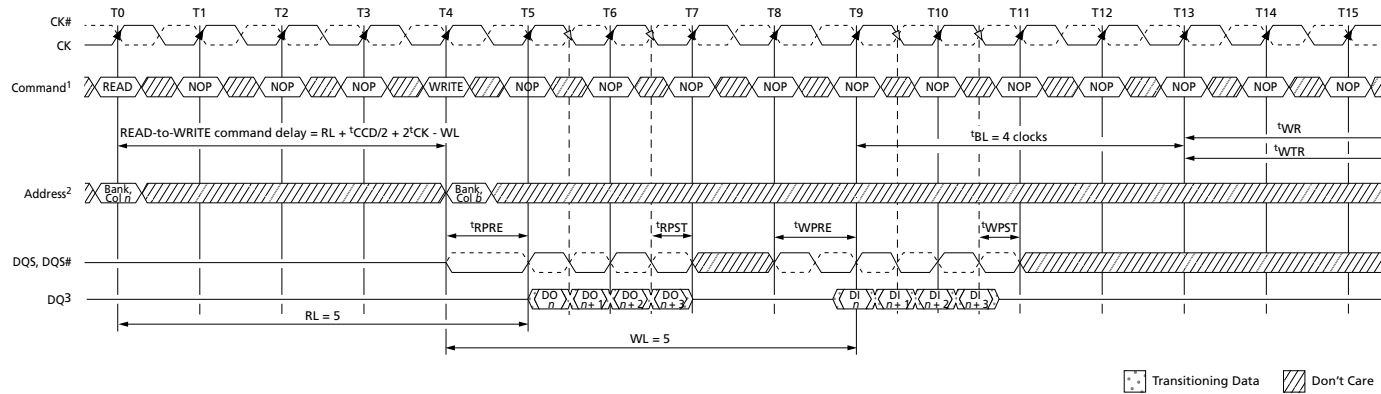 T0 T1 T2 T3 T4 T5 T6 T7 T8 T9 T10 T11 T12 T13 T14 T15
CK#
CK
Command1 READ NOP NOP NOP WRITE NOP NOP NOP NOP NOP NOP NOP NOP NOP NOP NOP
READ-to-WRITE command delay = RL + tCCD/2 + 2tCK - WL
tBL = 4 clocks
tWR
tWTR
Address2
Bank,
Col n
Bank,
Col b
tRPRE tRPST tWPRE tWPST
DQS, DQS#
DQ3
DO
n
DO
n + 1
DO
n + 2
DO
n + 3
DI
n
DI
n + 1
DI
n + 2
DI
n + 3
RL = 5
WL = 5
Transitioning Data Don't Care